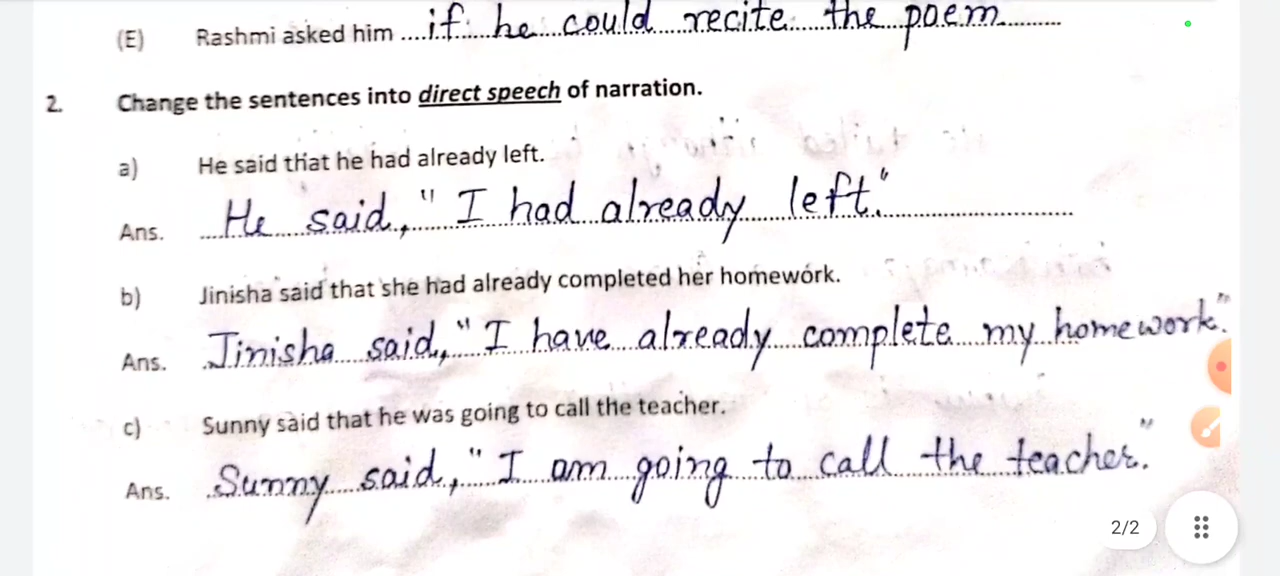 (E) Rashmi asked him ....if he could recite the poem..........
2. Change the sentences into direct speech of narration.
a) He said that he had already left.
Ans. He said, "I had already left."
b) Jinisha said that she had already completed her homework.
Ans. Jinisha said, "I have already complete my homework."
c) Sunny said that he was going to call the teacher.
Ans. Sunny said, "I am going to call the teacher."
2/2